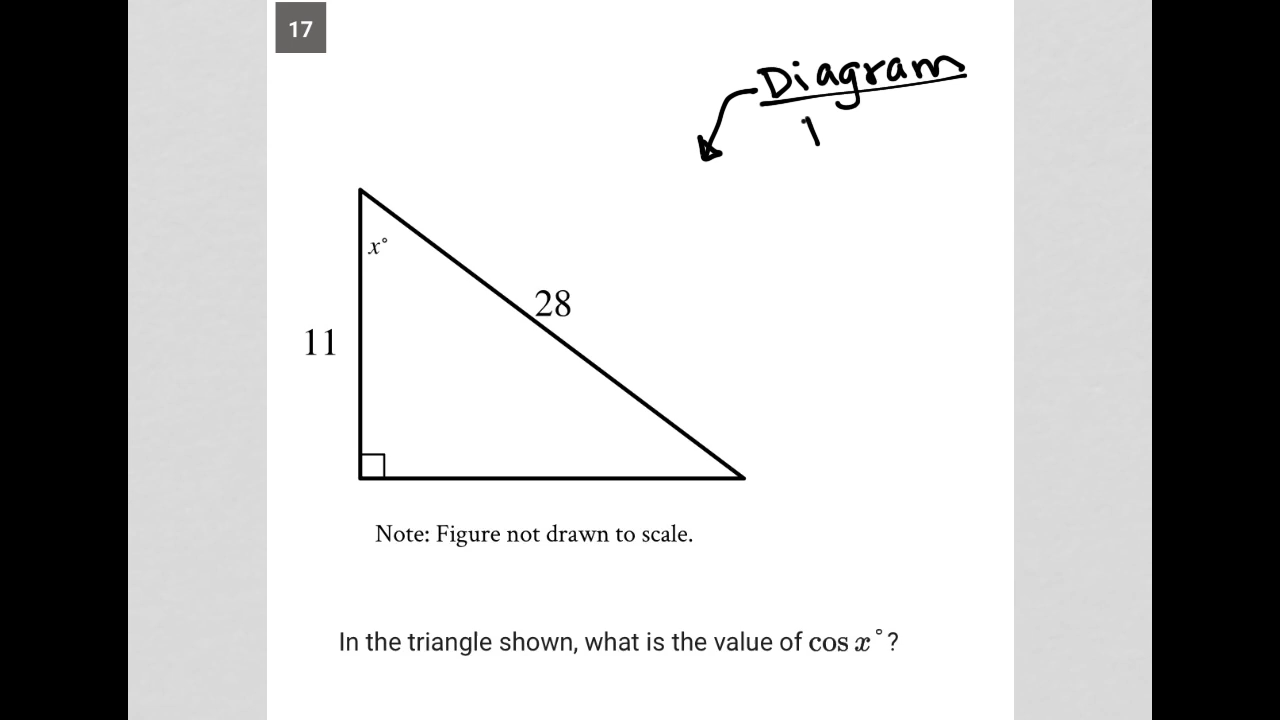 17
Diagram
1
x°
28
11
Note: Figure not drawn to scale.
In the triangle shown, what is the value of cos x°?